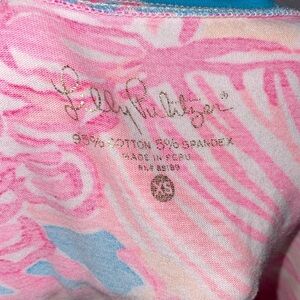 Lilly Pulitzer®
95% COTTON 5% SPANDEX
MADE IN PERU
XS